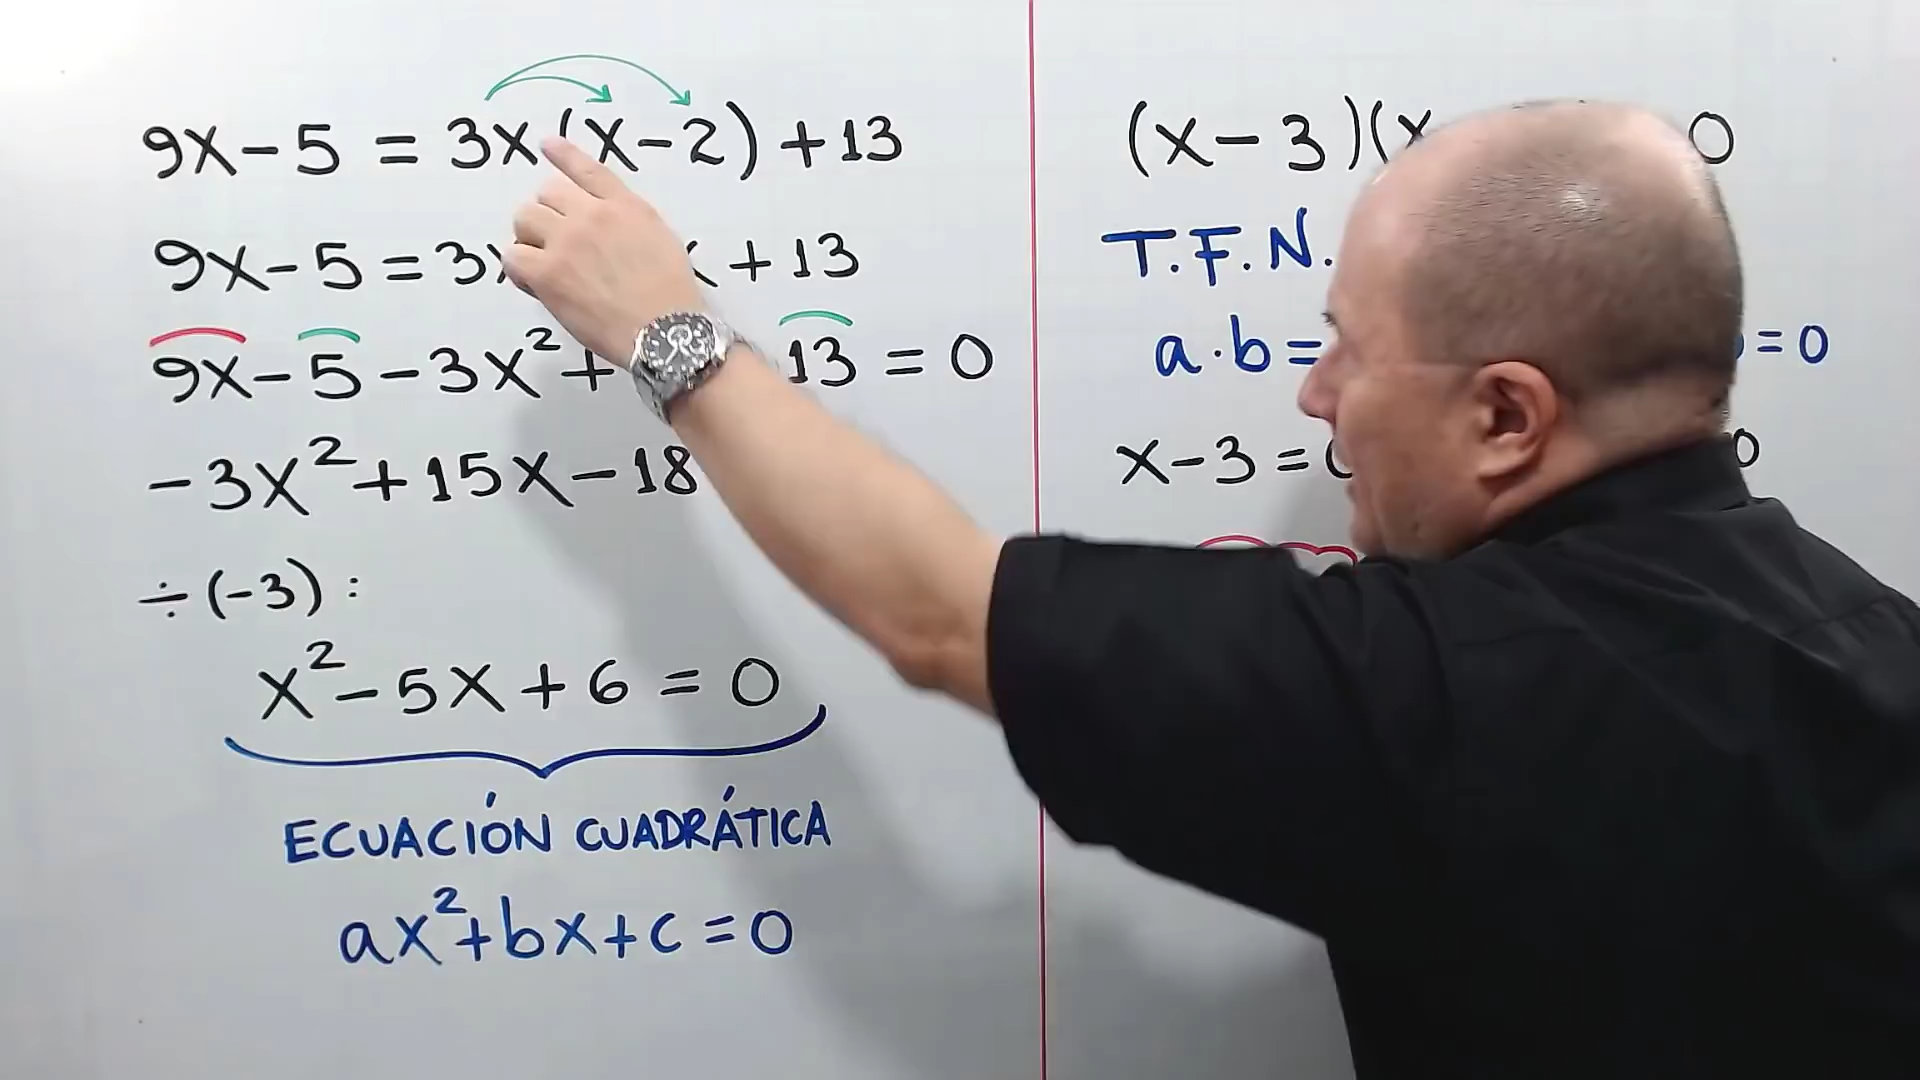 9x-5 = 3x(x-2)+13
9x-5=3x + 13
9x-5-3x²+ 13 = 0
-3x²+15x-18
÷(-3):
x²-5x+6 = 0
ECUACIÓN CUADRÁTICA
ax²+bx+c=0
(x-3)(x 0
T.F.N.
a·b= =0
x-3= 0